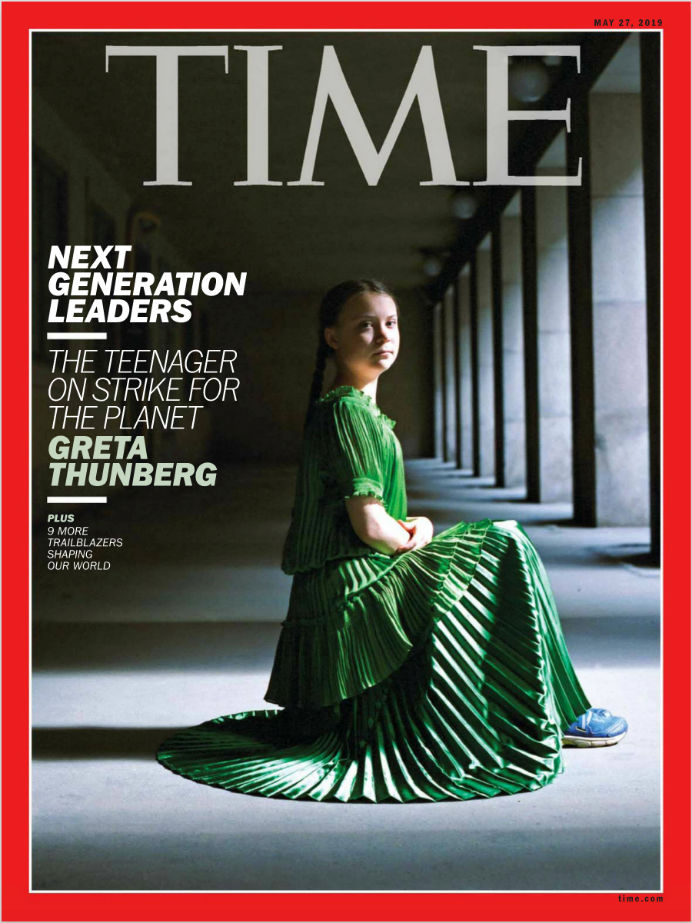 MAY 27, 2019
TIME
NEXT
GENERATION
LEADERS
THE TEENAGER
ON STRIKE FOR
THE PLANET
GRETA
THUNBERG
PLUS
9 MORE
TRAILBLAZERS
SHAPING
OUR WORLD
time.com